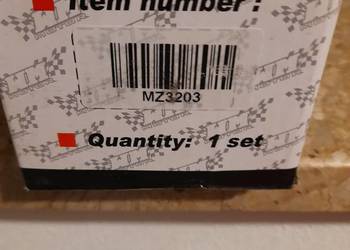 Item number :
MZ3203
Quantity: 1 set